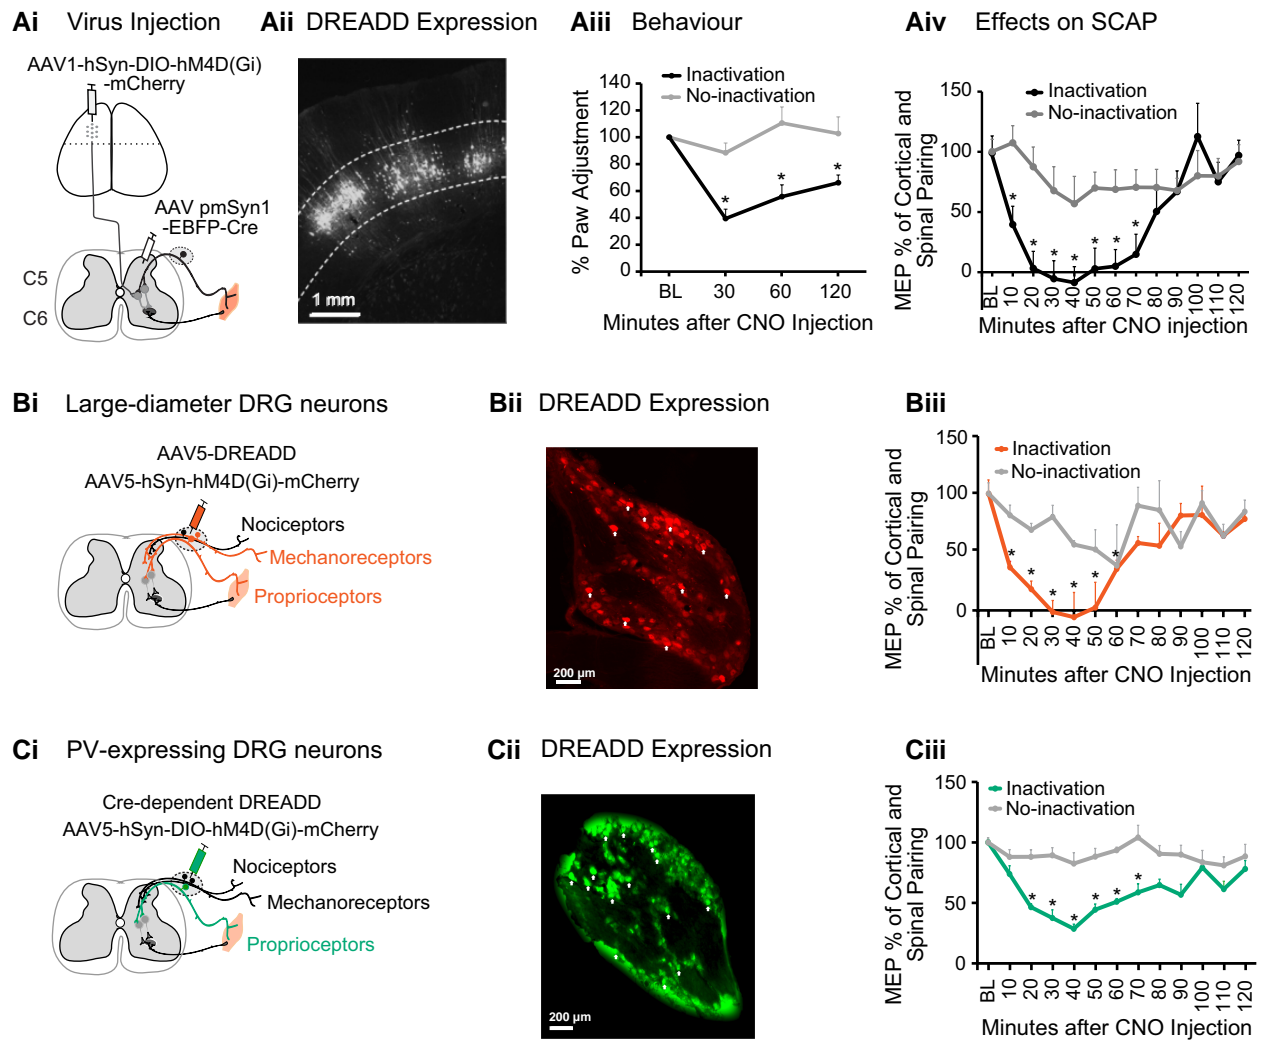 Ai Virus Injection
AAV1-hSyn-DIO-hM4D(Gi)
-mCherry
AAV pmSyn1
-EBFP-Cre
C5
C6
Aii DREADD Expression
1 mm
Aiii Behaviour
Inactivation
No-inactivation
% Paw Adjustment
140
120
100
80
60
40
20
0
* * *
BL 30 60 120
Minutes after CNO Injection
Aiv Effects on SCAP
Inactivation
No-inactivation
MEP % of Cortical and
Spinal Pairing
150
100
50
0
* * * * * * *
BL 10 20 30 40 50 60 70 80 90 100 110 120
Minutes after CNO injection
Bi Large-diameter DRG neurons
AAV5-DREADD
AAV5-hSyn-hM4D(Gi)-mCherry
Nociceptors
Mechanoreceptors
Proprioceptors
Bii DREADD Expression
200 µm
Biii
Inactivation
No-inactivation
MEP % of Cortical and
Spinal Pairing
150
100
50
0
* * * * * *
BL 10 20 30 40 50 60 70 80 90 100 110 120
Minutes after CNO Injection
Ci PV-expressing DRG neurons
Cre-dependent DREADD
AAV5-hSyn-DIO-hM4D(Gi)-mCherry
Nociceptors
Mechanoreceptors
Proprioceptors
Cii DREADD Expression
200 µm
Ciii
Inactivation
No-inactivation
MEP % of Cortical and
Spinal Pairing
150
100
50
0
* * * * * *
BL 10 20 30 40 50 60 70 80 90 100 110 120
Minutes after CNO Injection